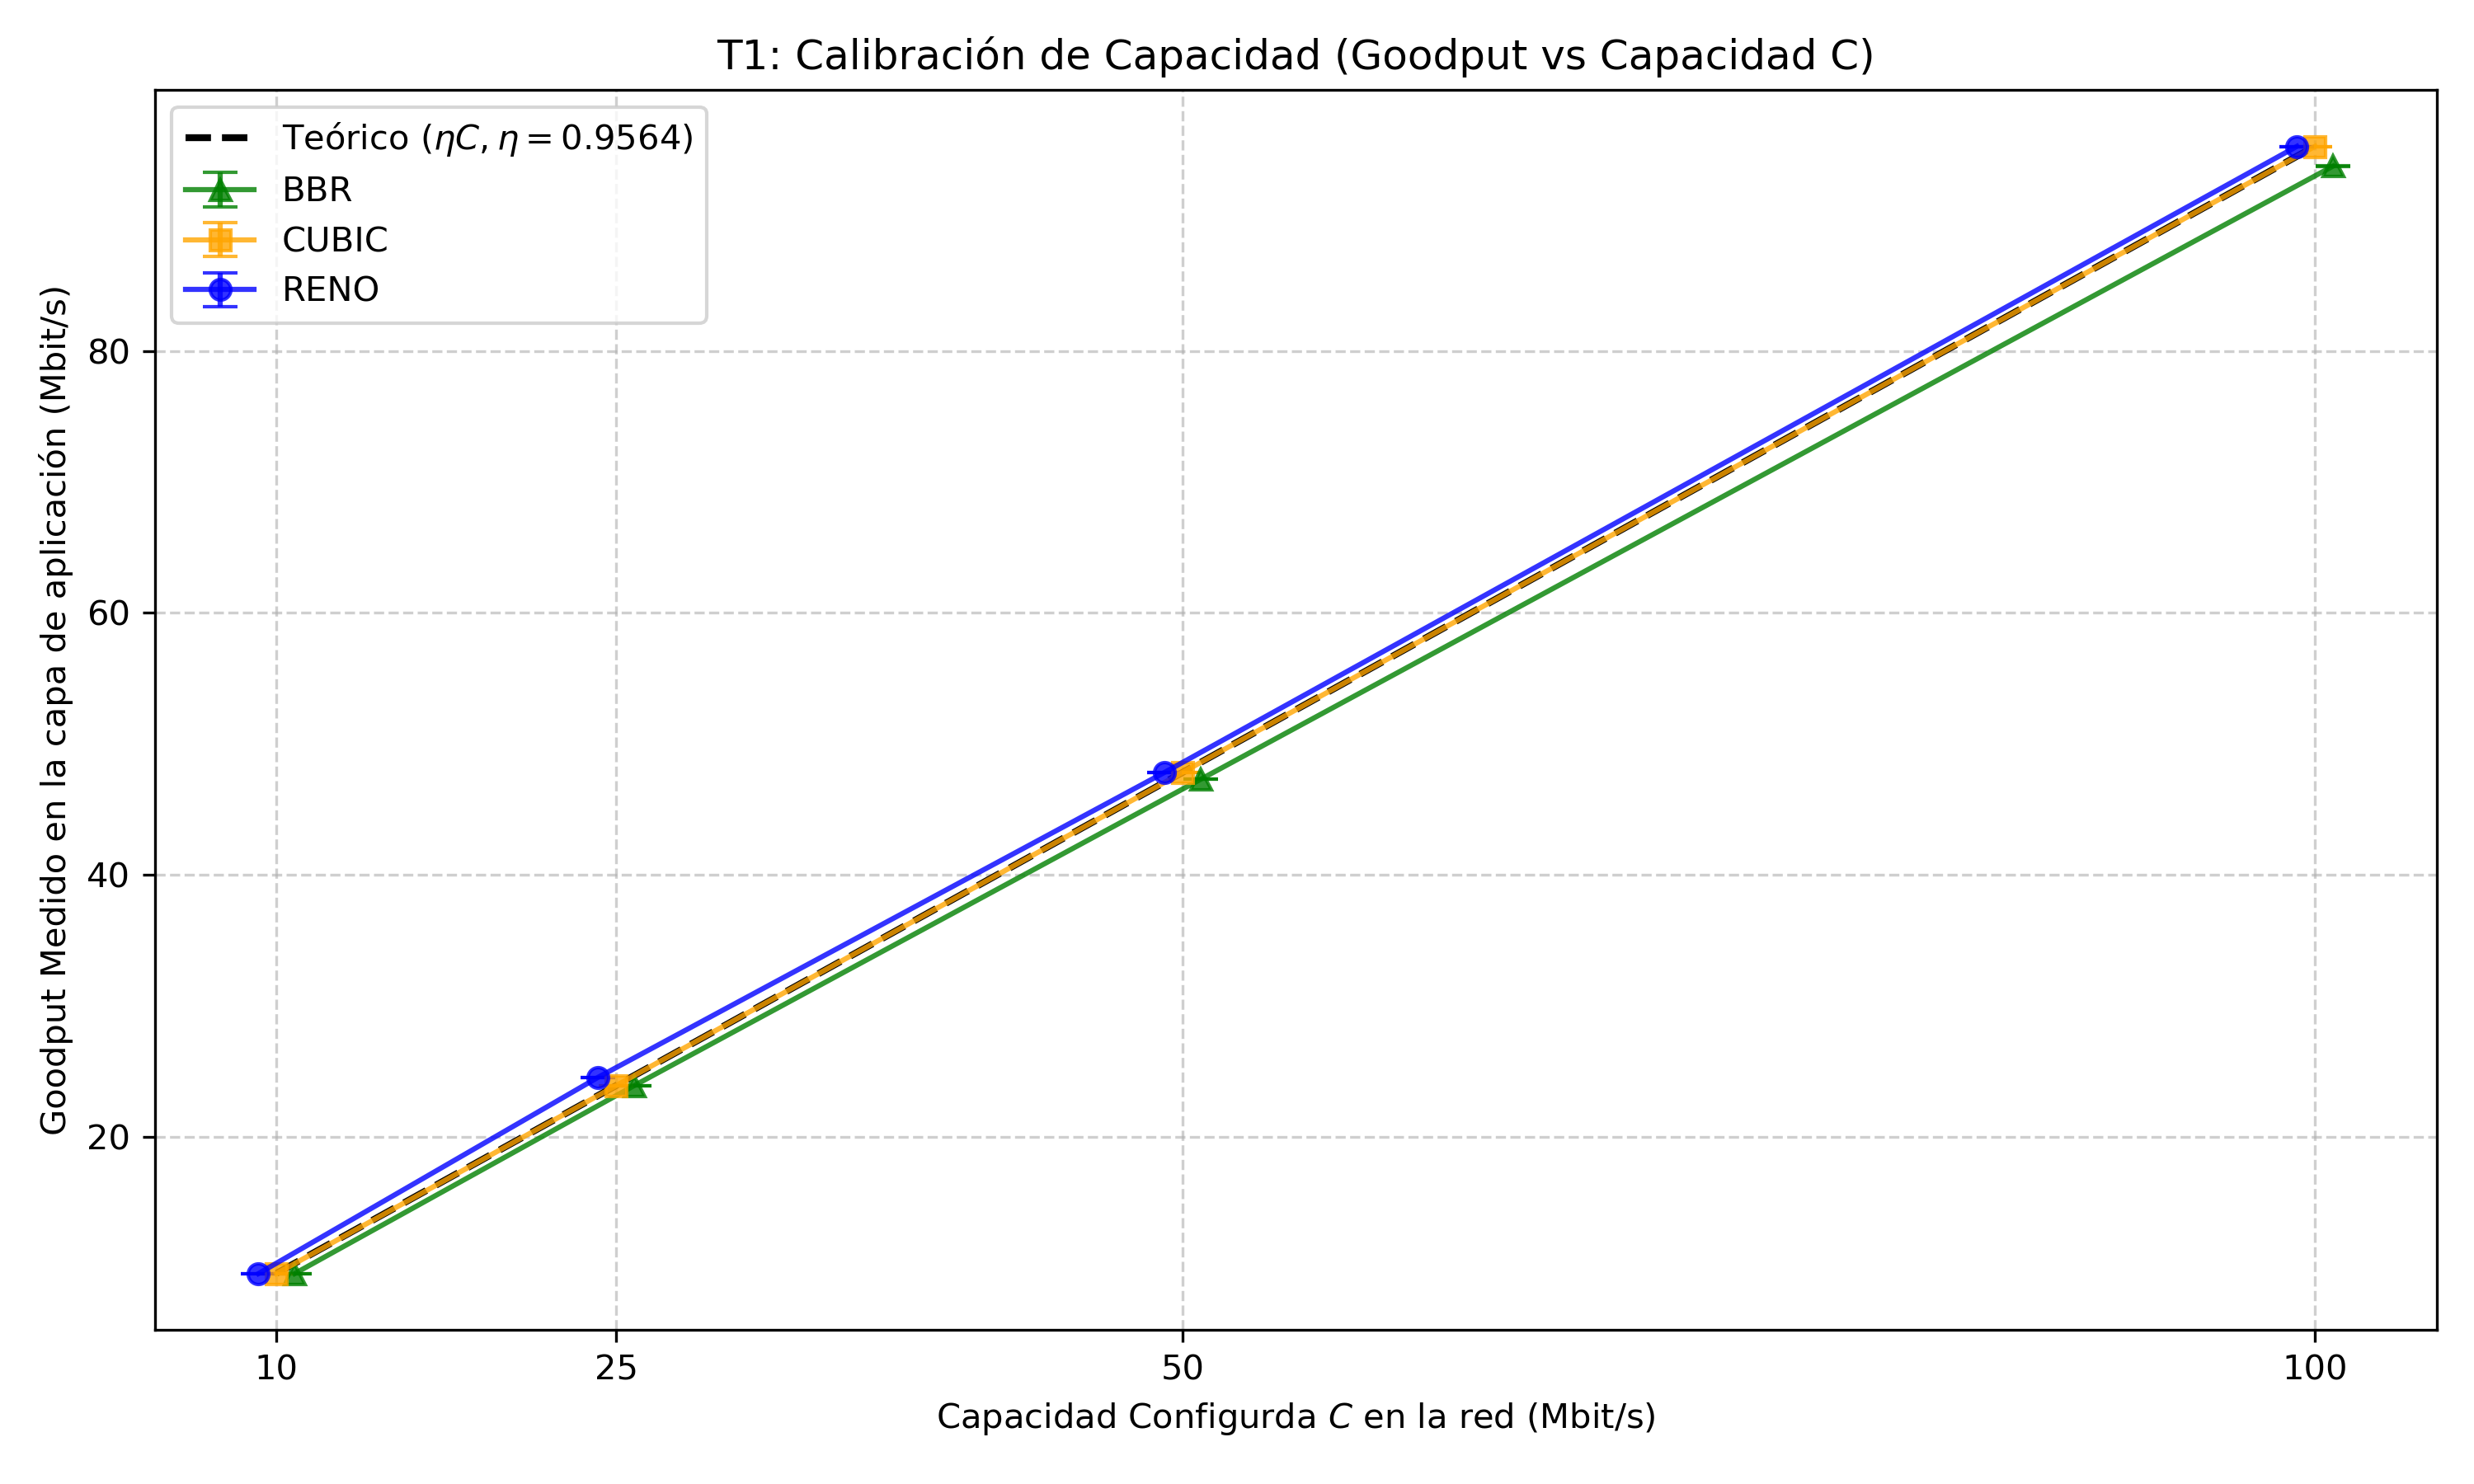 T1: Calibración de Capacidad (Goodput vs Capacidad C)
Teórico (ηC, η = 0.9564)
BBR
CUBIC
RENO
Goodput Medido en la capa de aplicación (Mbit/s)
80
60
40
20
10 25 50 100
Capacidad Configurda C en la red (Mbit/s)